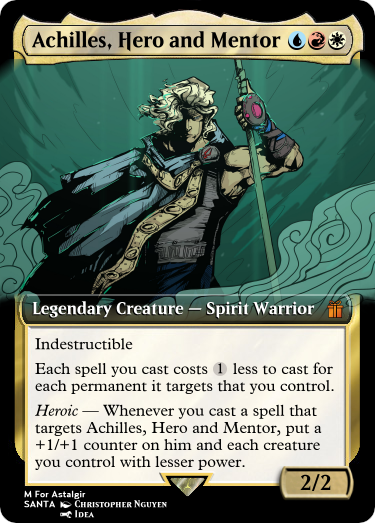 Achilles, Hero and Mentor
Legendary Creature — Spirit Warrior
Indestructible
Each spell you cast costs 1 less to cast for
each permanent it targets that you control.
Heroic — Whenever you cast a spell that
targets Achilles, Hero and Mentor, put a
+1/+1 counter on him and each creature
you control with lesser power.
2/2
M For Astalgir
SANTA Christopher Nguyen
Idea